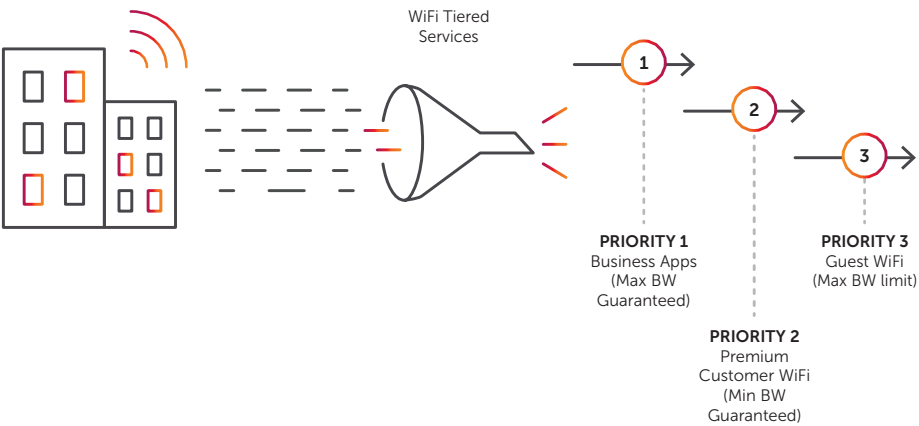 WiFi Tiered
Services
1
2
3
PRIORITY 1
Business Apps
(Max BW
Guaranteed)
PRIORITY 2
Premium
Customer WiFi
(Min BW
Guaranteed)
PRIORITY 3
Guest WiFi
(Max BW limit)